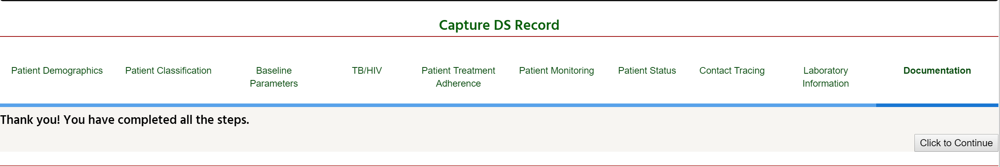 Capture DS Record
Patient Demographics
Patient Classification
Baseline
Parameters
TB/HIV
Patient Treatment
Adherence
Patient Monitoring
Patient Status
Contact Tracing
Laboratory
Information
Documentation
Thank you! You have completed all the steps.
Click to Continue